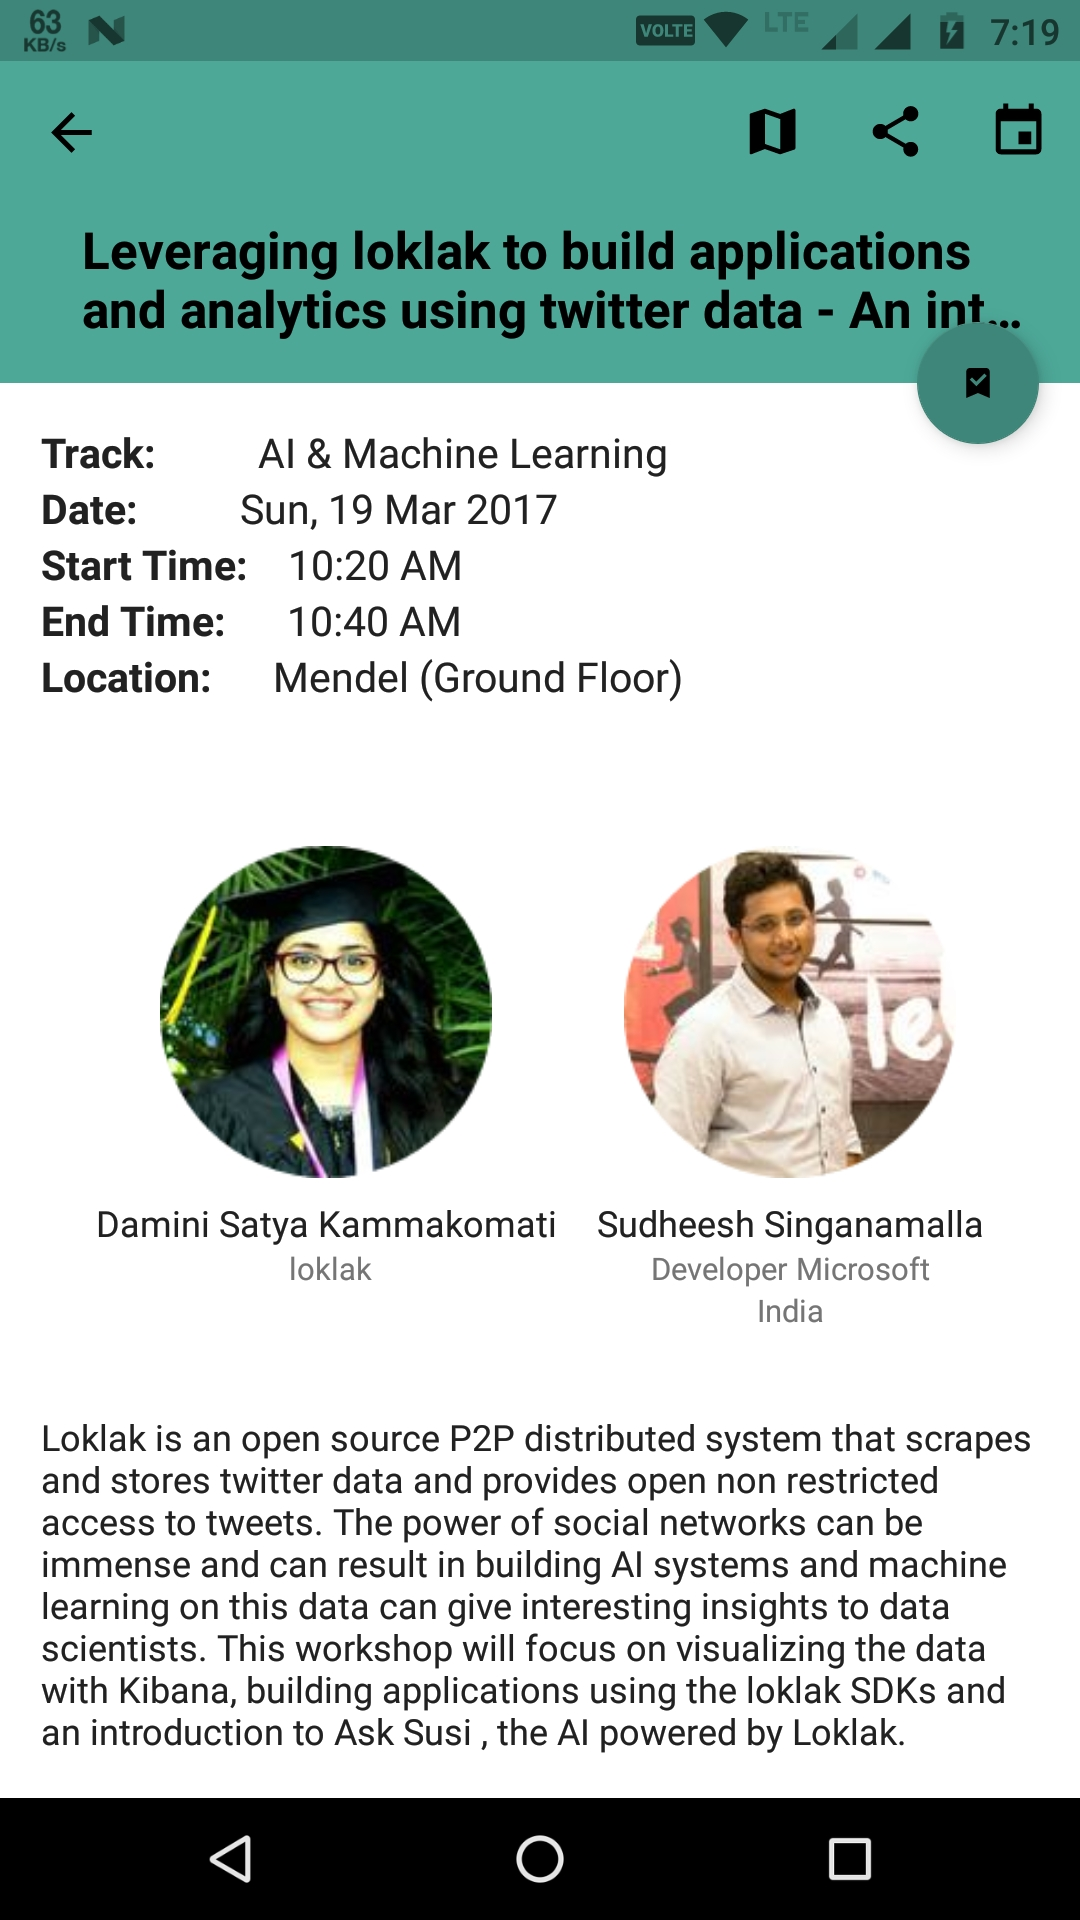 63
KB/s
VOLTE
LTE
7:19
Leveraging loklak to build applications
and analytics using twitter data - An int...
Track: AI & Machine Learning
Date: Sun, 19 Mar 2017
Start Time: 10:20 AM
End Time: 10:40 AM
Location: Mendel (Ground Floor)
le
Damini Satya Kammakomati
loklak
Sudheesh Singanamalla
Developer Microsoft
India
Loklak is an open source P2P distributed system that scrapes
and stores twitter data and provides open non restricted
access to tweets. The power of social networks can be
immense and can result in building AI systems and machine
learning on this data can give interesting insights to data
scientists. This workshop will focus on visualizing the data
with Kibana, building applications using the loklak SDKs and
an introduction to Ask Susi , the AI powered by Loklak.